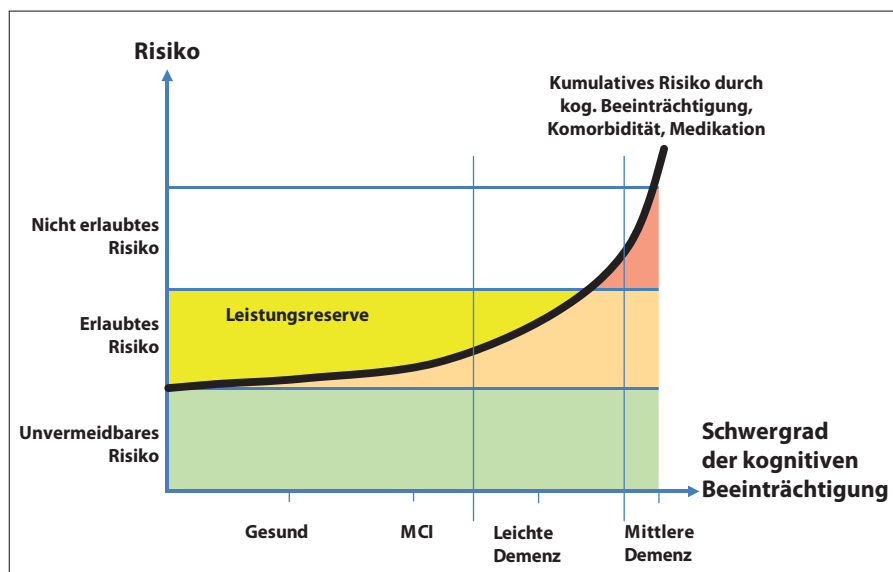 Risiko
Kumulatives Risiko durch
kog. Beeinträchtigung,
Komorbidität, Medikation
Nicht erlaubtes
Risiko
Leistungsreserve
Erlaubtes
Risiko
Unvermeidbares
Risiko
Schwergrad
der kognitiven
Beeinträchtigung
Gesund
MCI
Leichte
Demenz
Mittlere
Demenz